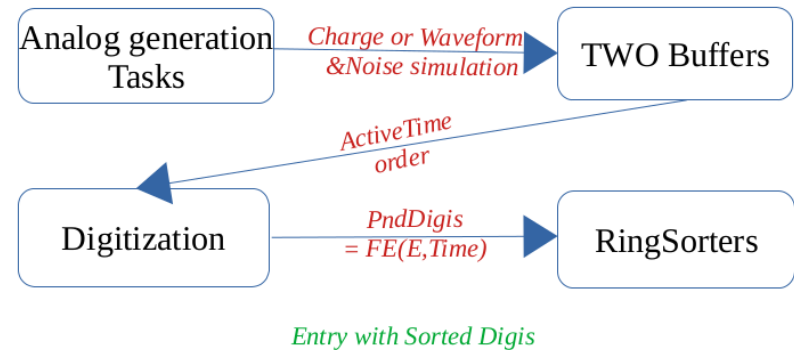 Analog generation
Tasks
Charge or Waveform
&Noise simulation
TWO Buffers
ActiveTime
order
Digitization
PndDigis
= FE(E,Time)
RingSorters
Entry with Sorted Digis